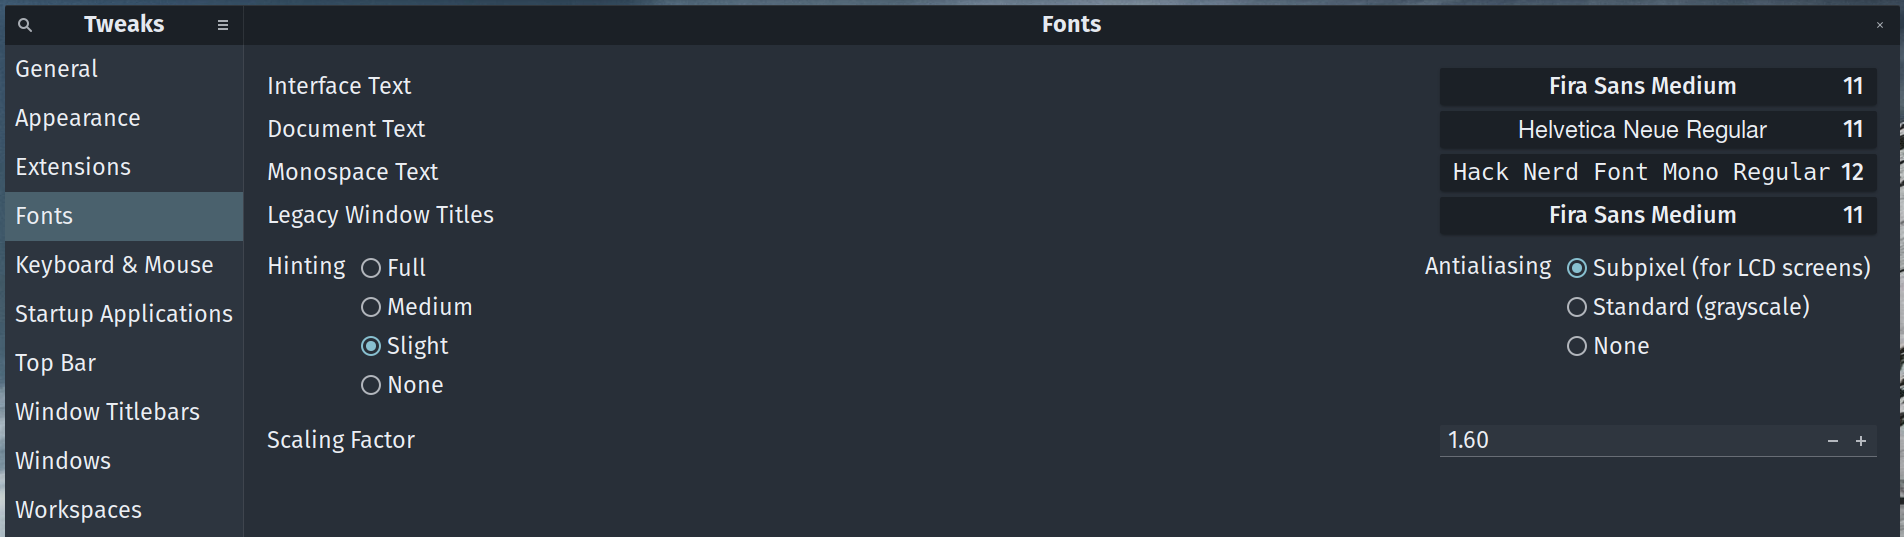 Tweaks
Fonts
General
Appearance
Extensions
Fonts
Keyboard & Mouse
Startup Applications
Top Bar
Window Titlebars
Windows
Workspaces
Interface Text Fira Sans Medium 11
Document Text Helvetica Neue Regular 11
Monospace Text Hack Nerd Font Mono Regular 12
Legacy Window Titles Fira Sans Medium 11
Hinting Full
Medium
Slight
None
Antialiasing Subpixel (for LCD screens)
Standard (grayscale)
None
Scaling Factor 1.60 − +